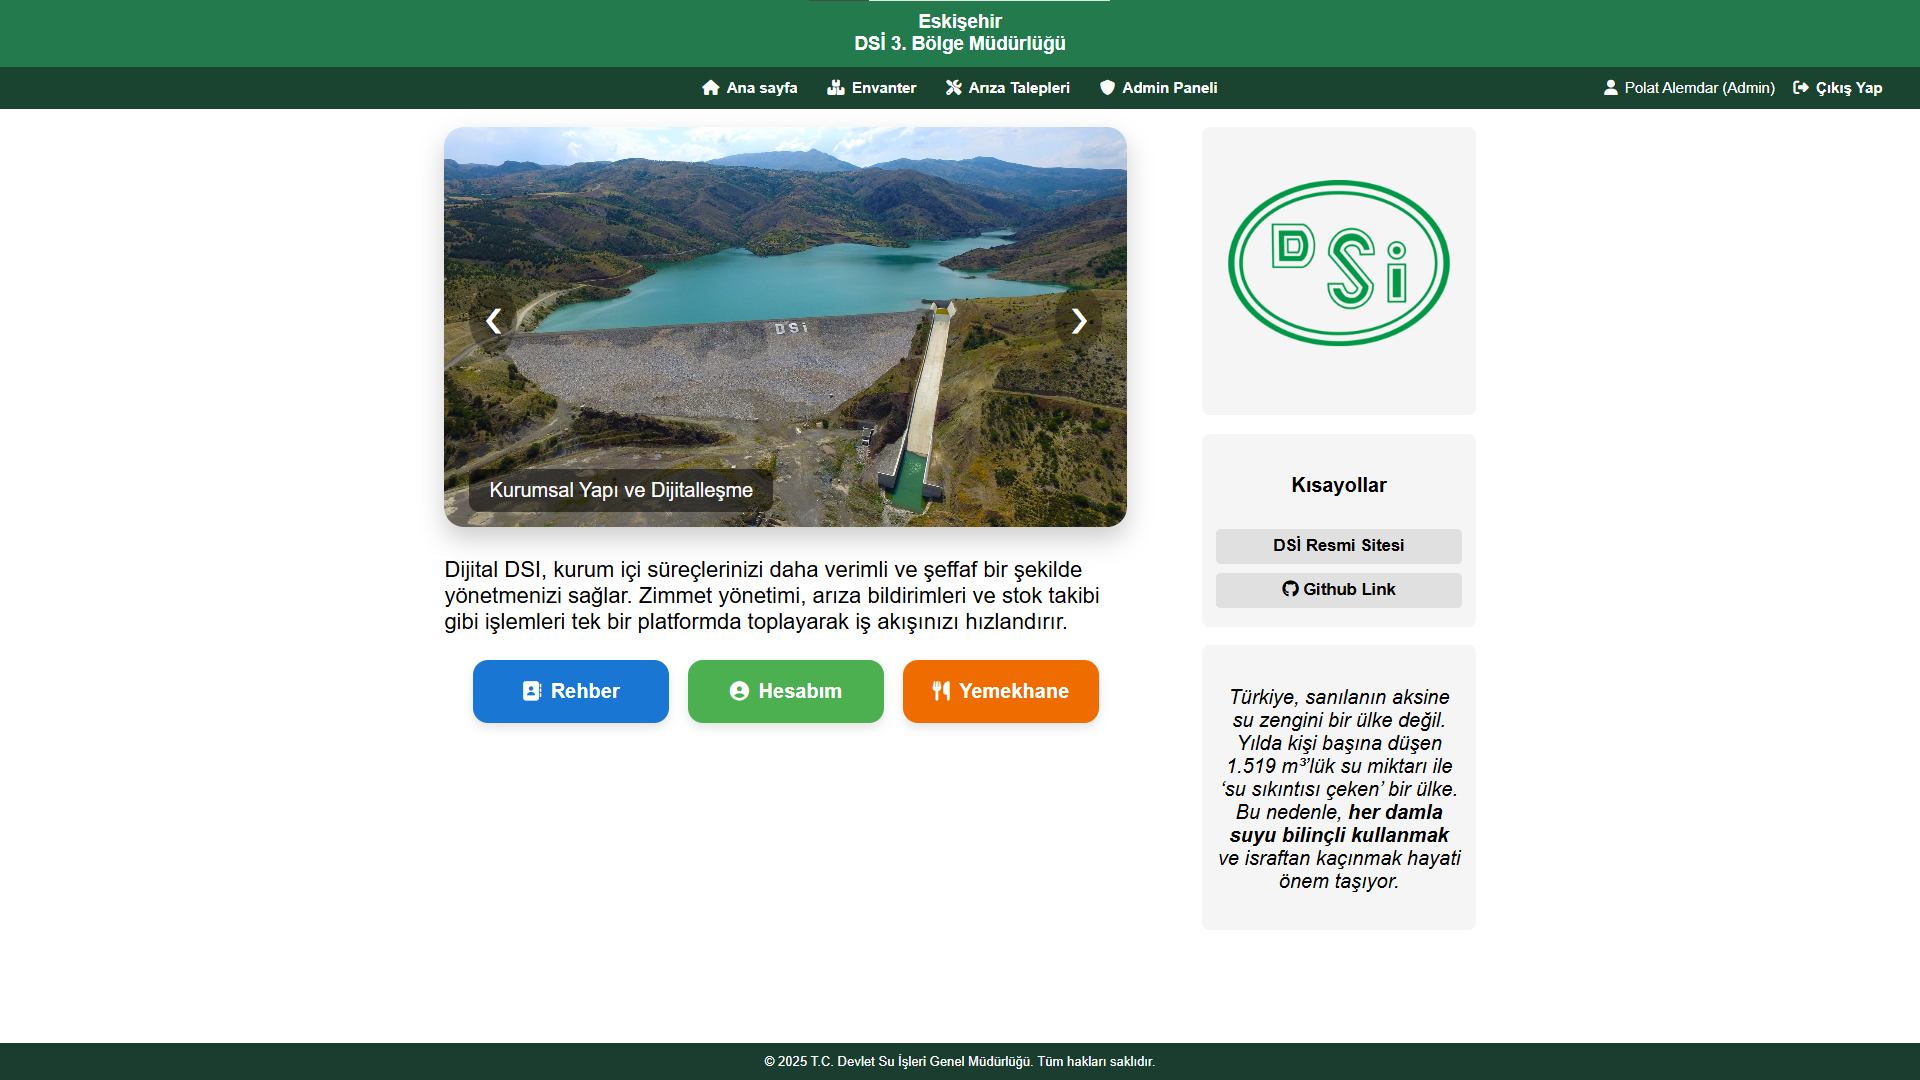 Eskişehir
DSİ 3. Bölge Müdürlüğü
Ana sayfa
Envanter
Arıza Talepleri
Admin Paneli
Polat Alemdar (Admin)
Çıkış Yap
DSİ
❮
❯
Kurumsal Yapı ve Dijitalleşme
Dijital DSI, kurum içi süreçlerinizi daha verimli ve şeffaf bir şekilde
yönetmenizi sağlar. Zimmet yönetimi, arıza bildirimleri ve stok takibi
gibi işlemleri tek bir platformda toplayarak iş akışınızı hızlandırır.
Rehber
Hesabım
Yemekhane
DSi
Kısayollar
DSİ Resmi Sitesi
Github Link
Türkiye, sanılanın aksine
su zengini bir ülke değil.
Yılda kişi başına düşen
1.519 m³’lük su miktarı ile
‘su sıkıntısı çeken’ bir ülke.
Bu nedenle, her damla
suyu bilinçli kullanmak
ve israftan kaçınmak hayati
önem taşıyor.
© 2025 T.C. Devlet Su İşleri Genel Müdürlüğü. Tüm hakları saklıdır.